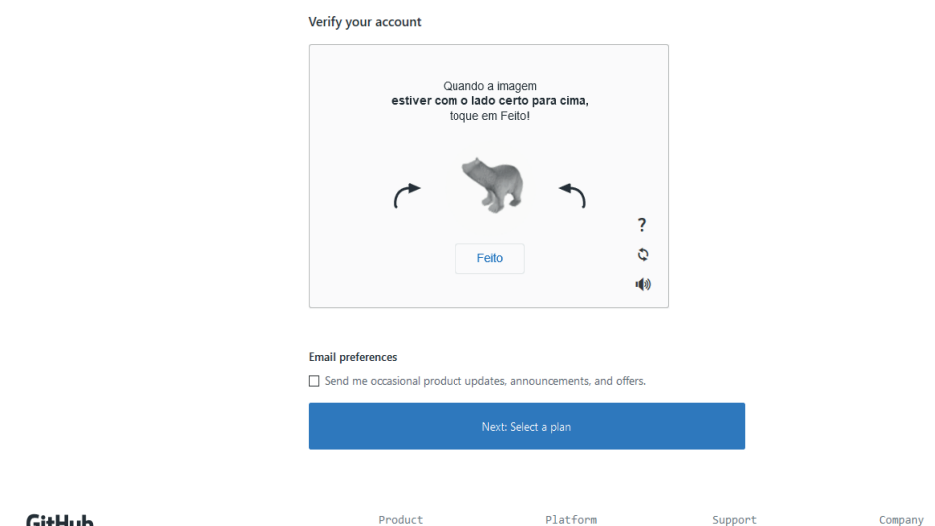 Verify your account
Quando a imagem
estiver com o lado certo para cima,
toque em Feito!
?
Feito
Email preferences
Send me occasional product updates, announcements, and offers.
Next: Select a plan
GitHub
Product
Platform
Support
Company